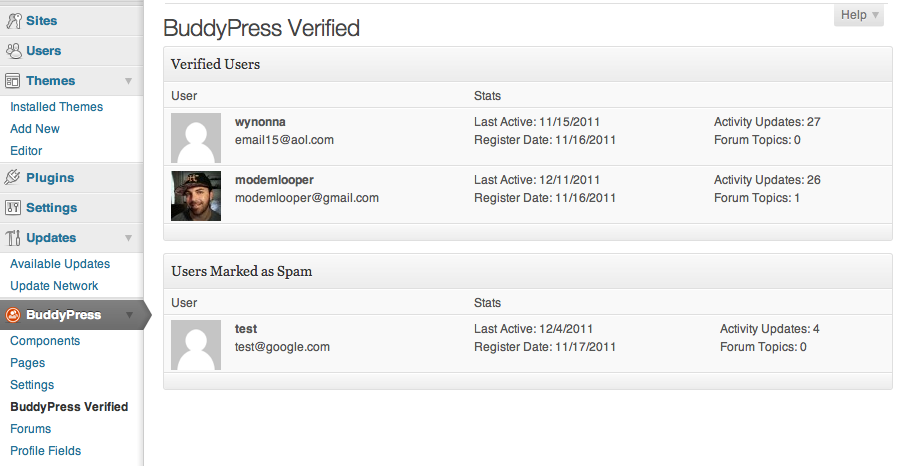 Sites
Users
Themes
Installed Themes
Add New
Editor
Plugins
Settings
Updates
Available Updates
Update Network
BuddyPress
Components
Pages
Settings
BuddyPress Verified
Forums
Profile Fields
Help
BuddyPress Verified
Verified Users
User Stats
wynonna Last Active: 11/15/2011 Activity Updates: 27
email15@aol.com Register Date: 11/16/2011 Forum Topics: 0
modemlooper Last Active: 12/11/2011 Activity Updates: 26
modemlooper@gmail.com Register Date: 11/16/2011 Forum Topics: 1
Users Marked as Spam
User Stats
test Last Active: 12/4/2011 Activity Updates: 4
test@google.com Register Date: 11/17/2011 Forum Topics: 0